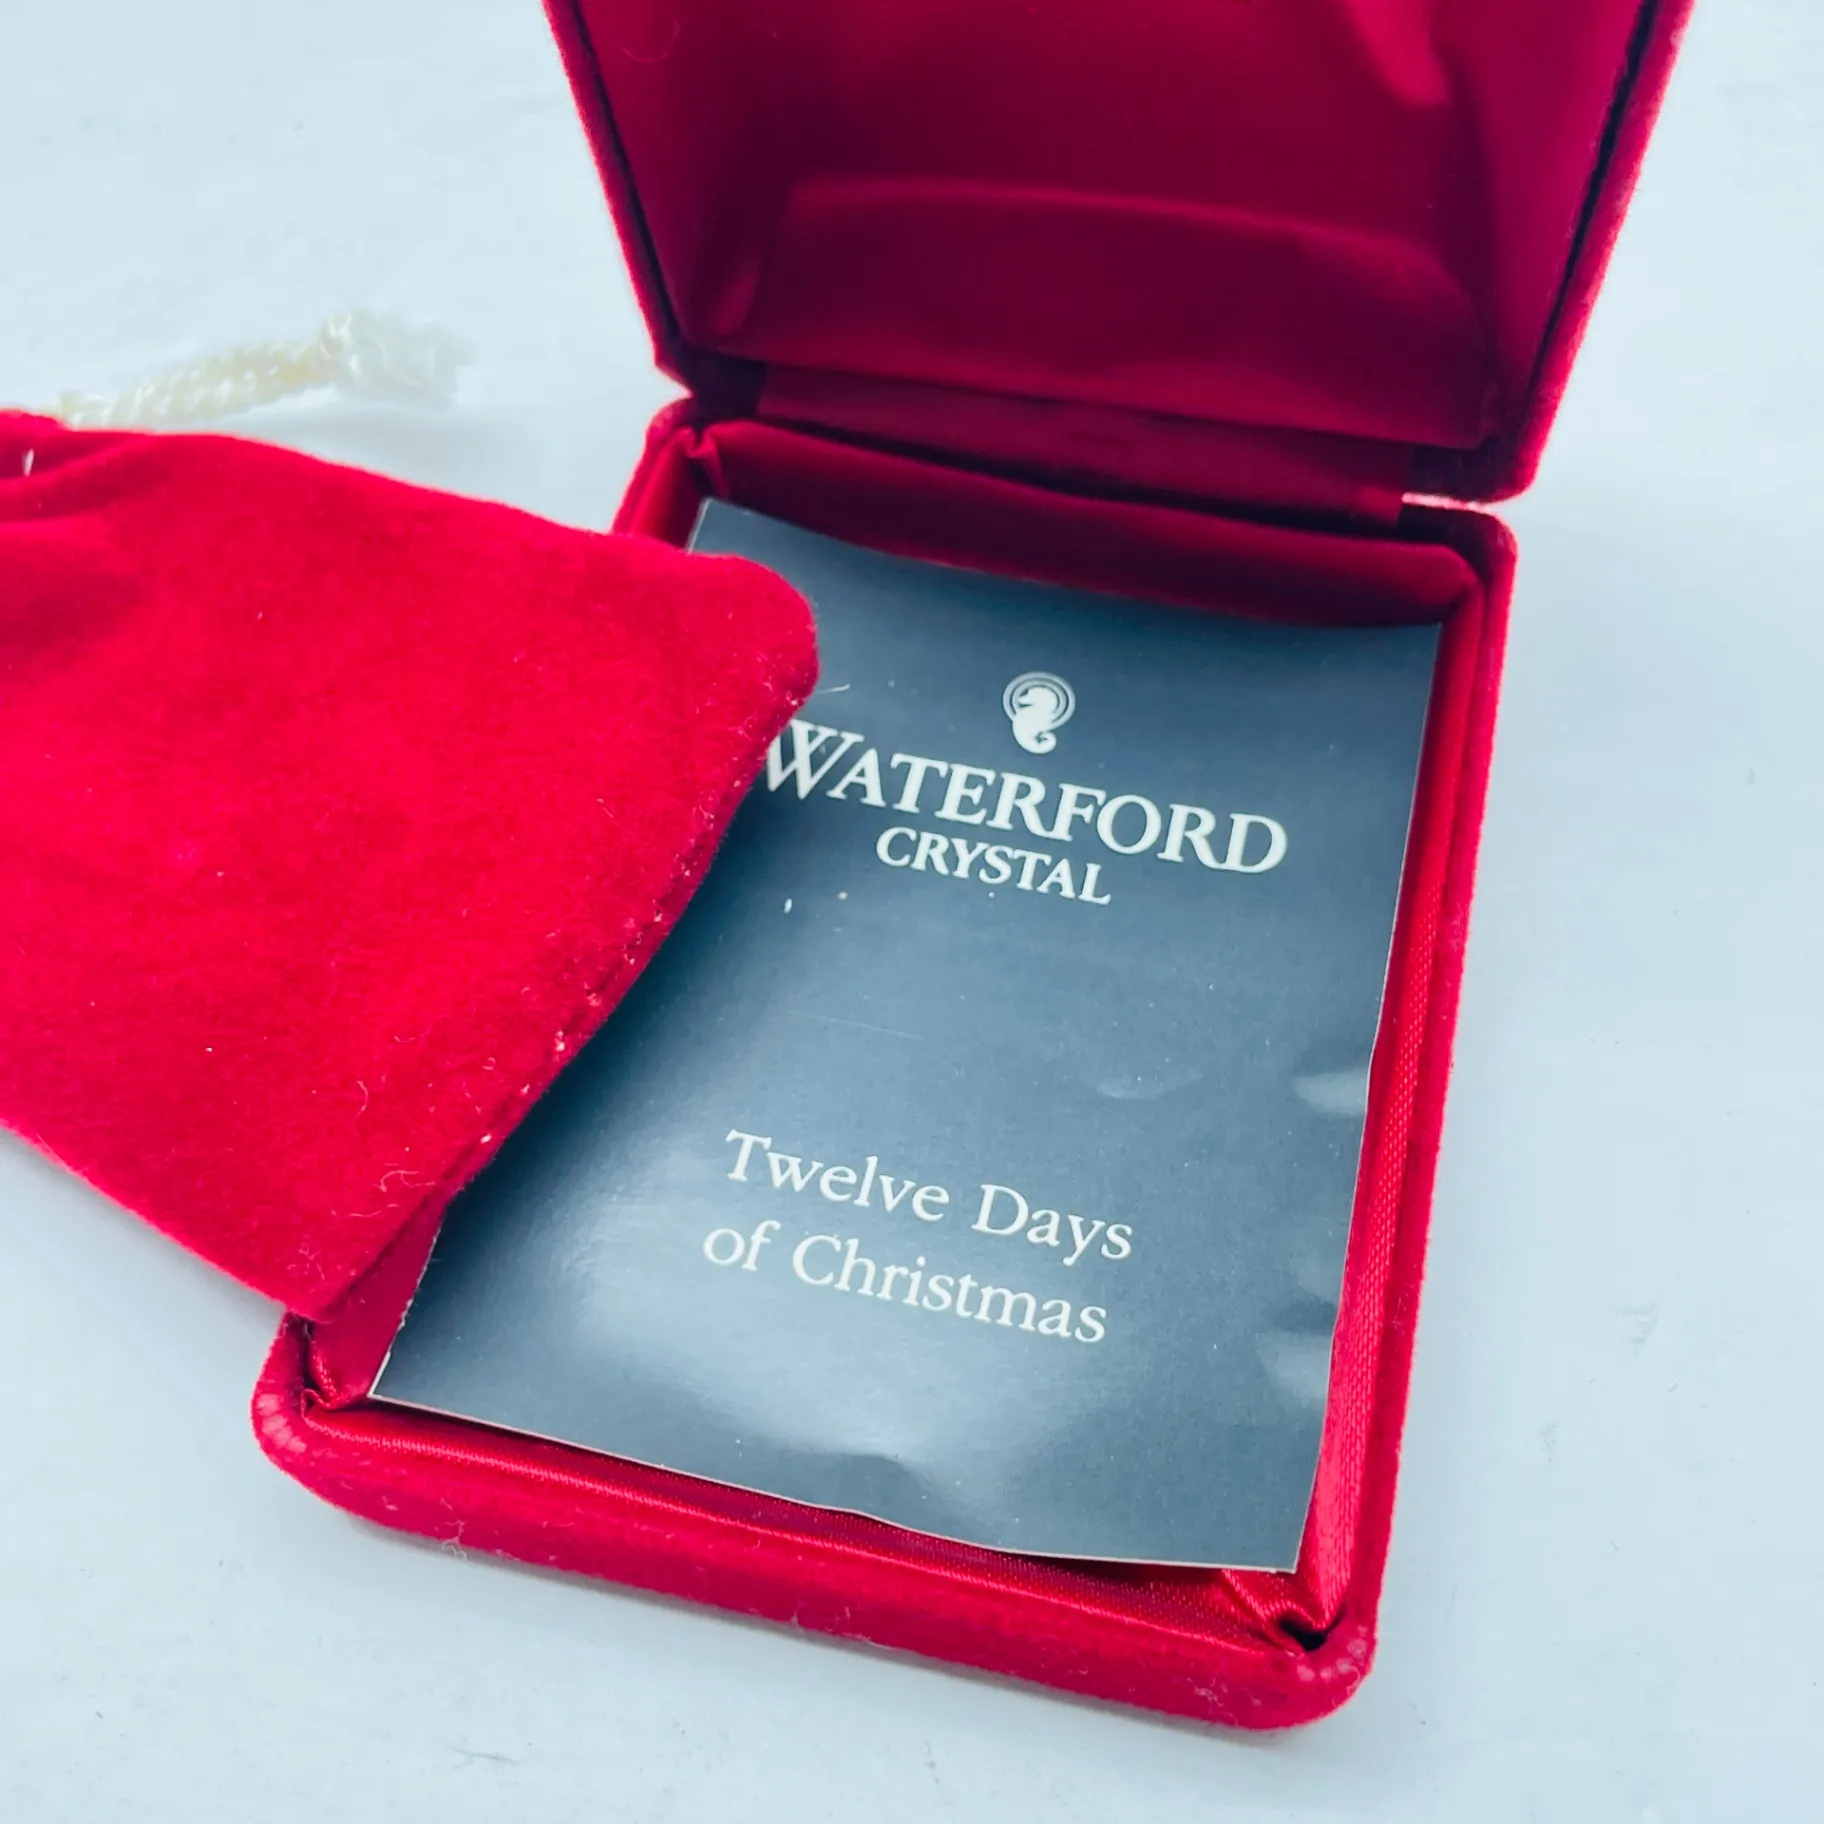 WATERFORD
CRYSTAL
Twelve Days
of Christmas